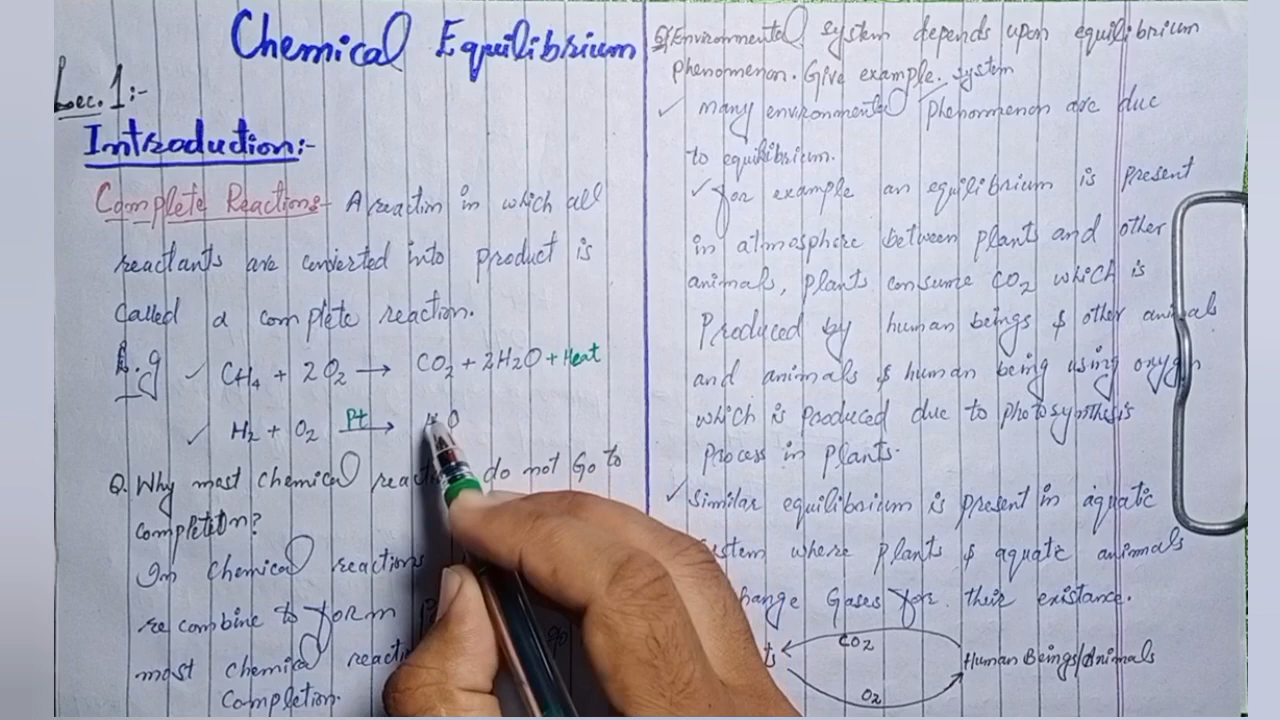 Chemical Equilibrium
Lec. 1:-
Introduction:-
Complete Reactions- A reaction in which all
reactants are converted into product is
called a complete reaction.
E.g ✓ CH4 + 2O2 → CO2 + 2H2O + Heat
✓ H2 + O2 Pt → O
Q. Why most chemical do not Go to
completion?
In Chemical reactions
recombine to form
most chemical go
Completion.
Q: Environmental system depends upon equilibrium
Phenomenon. Give example. system
✓ many environmental Phenomenon are due
to equilibrium.
✓ for example an equilibrium is present
in atmosphere between plants and other
animals, plants consume CO2 which is
Produced by human beings & other animals
and animals & human being using oxygen
which is produced due to photosynthesis
Process in Plants.
✓ Similar equilibrium is present in aquatic
where plants & aquatic animals
Gases for their existance.
CO2
Human Beings/Animals
O2